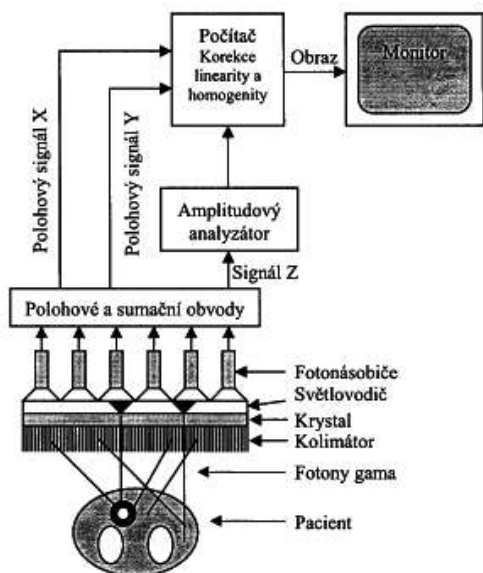 Počítač
Korekce
linearity a
homogenity
Obraz
Monitor
Polohový signál X
Polohový signál Y
Amplitudový
analyzátor
Signál Z
Polohové a sumační obvody
Fotonásobiče
Světlovodič
Krystal
Kolimátor
Fotony gama
Pacient